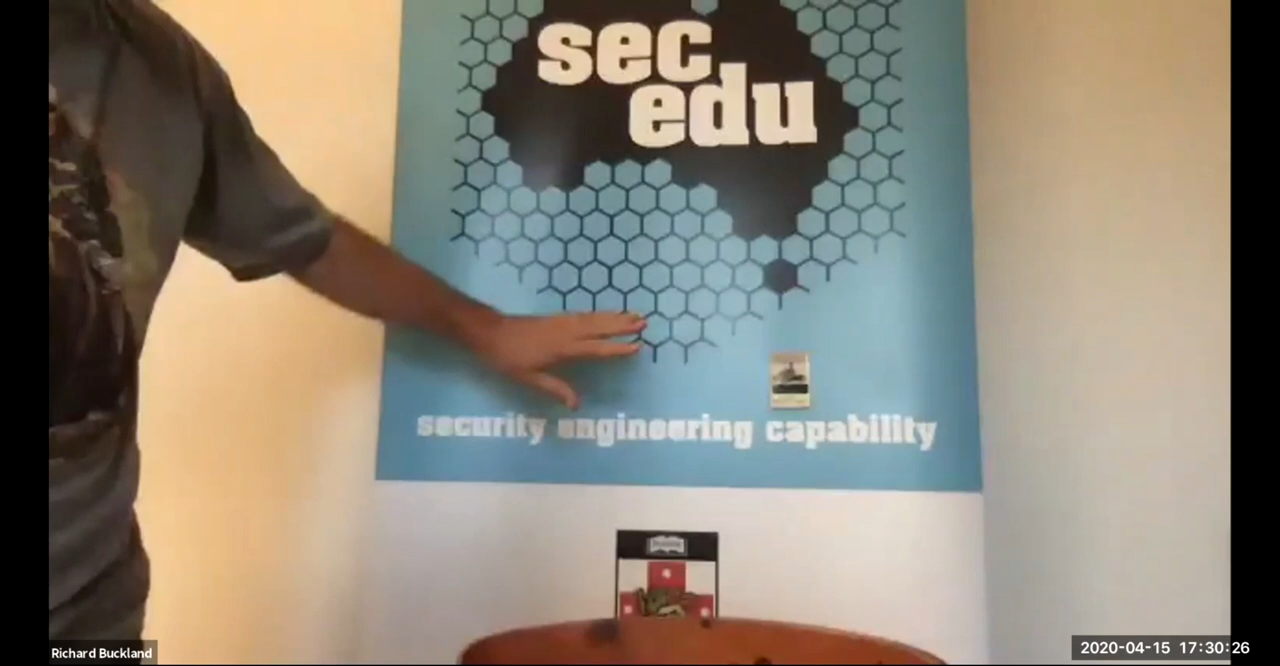 sec
edu
security engineering capability
Richard Buckland
2020-04-15 17:30:26